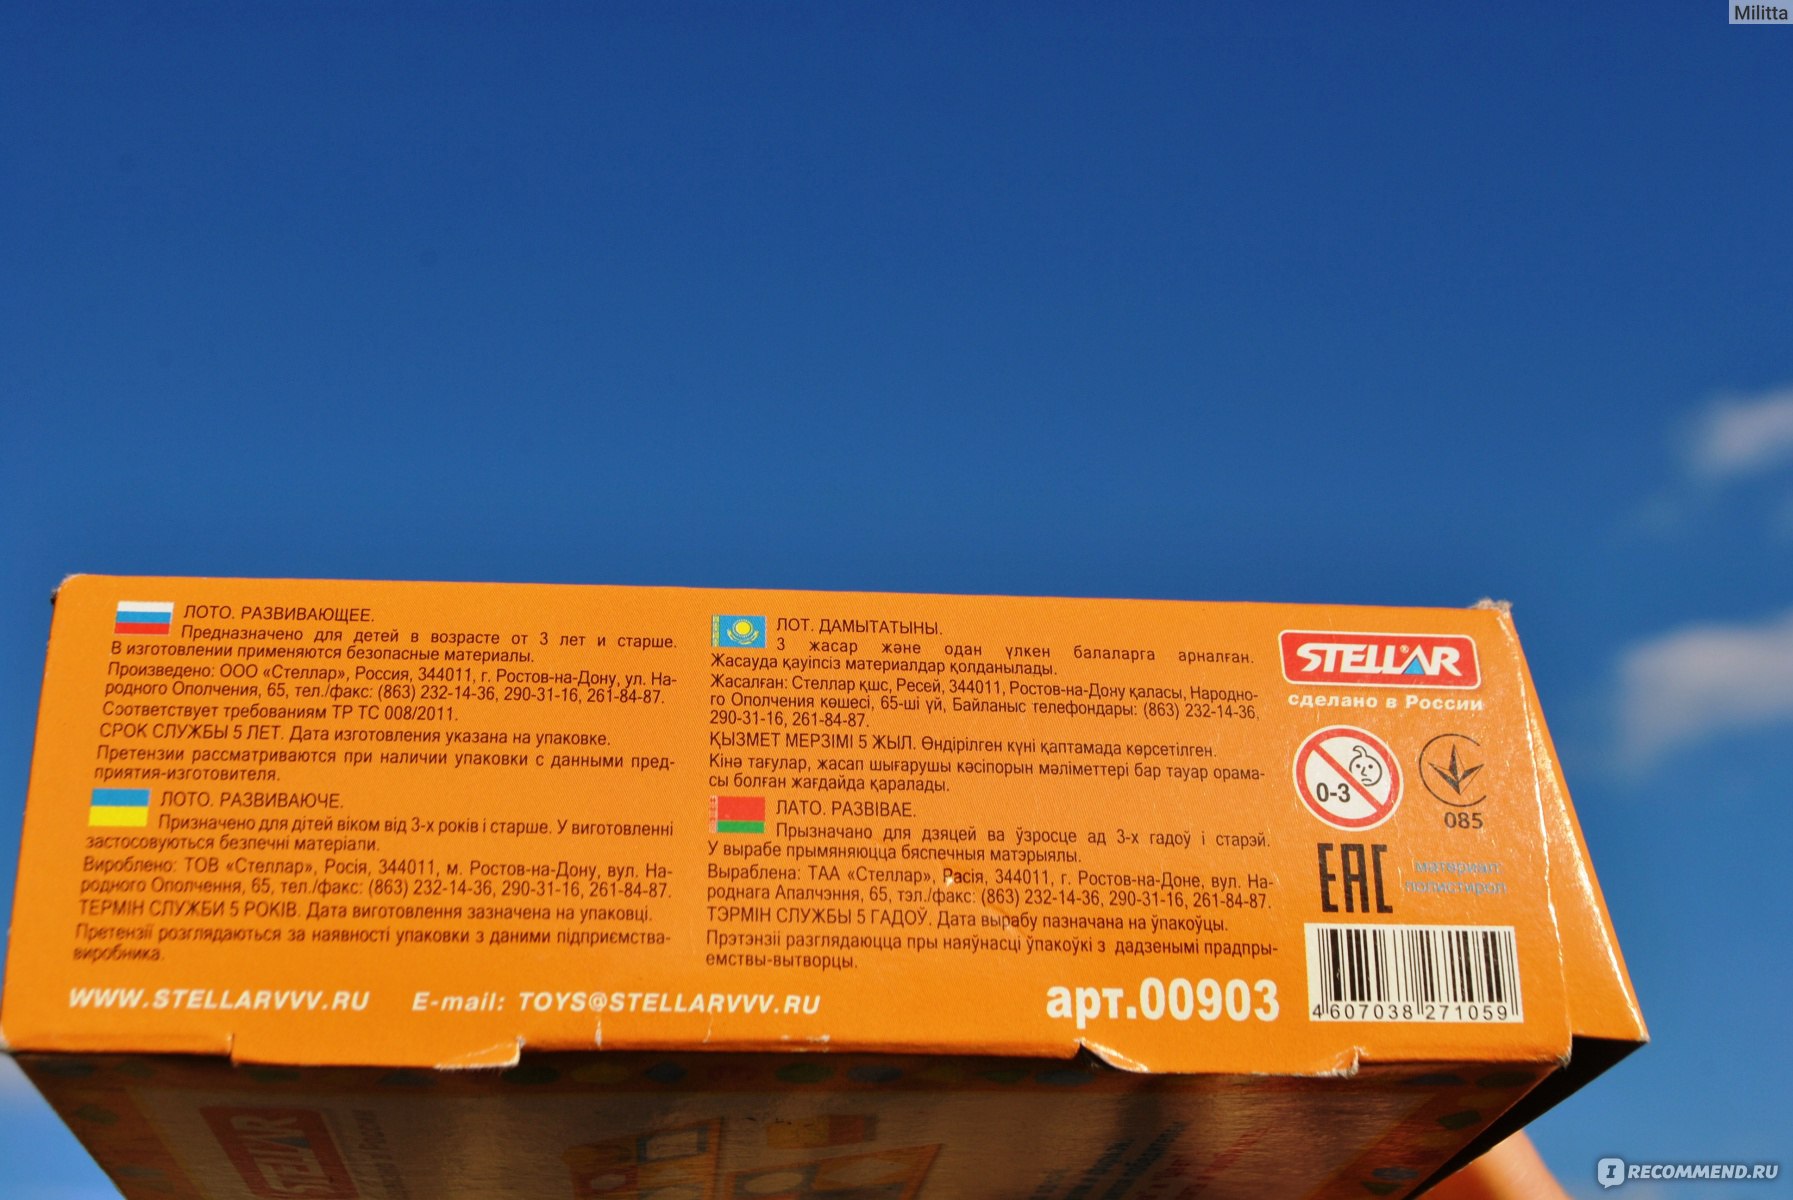 Militta
ЛОТО. РАЗВИВАЮЩЕЕ.
Предназначено для детей в возрасте от 3 лет и старше.
В изготовлении применяются безопасные материалы.
Произведено: ООО «Стеллар», Россия, 344011, г. Ростов-на-Дону, ул. На-
родного Ополчения, 65, тел./факс: (863) 232-14-36, 290-31-16, 261-84-87.
Соответствует требованиям ТР ТС 008/2011.
СРОК СЛУЖБЫ 5 ЛЕТ. Дата изготовления указана на упаковке.
Претензии рассматриваются при наличии упаковки с данными пред-
приятия-изготовителя.
ЛОТО. РАЗВИВАЮЧЕ.
Призначено для дітей віком від 3-х років і старше. У виготовленні
застосовуються безпечні матеріали.
Вироблено: ТОВ «Стеллар», Росія, 344011, м. Ростов-на-Дону, вул. На-
родного Ополчення, 65, тел./факс: (863) 232-14-36, 290-31-16, 261-84-87.
ТЕРМІН СЛУЖБИ 5 РОКІВ. Дата виготовлення зазначена на упаковці.
Претензії розглядаються за наявності упаковки з даними підприємства-
виробника.
WWW.STELLARVVV.RU E-mail: TOYS@STELLARVVV.RU
ЛОТ. ДАМЫТАТЫНЫ.
3 жасар және одан үлкен балаларга арналған.
Жасауда қауіпсіз материалдар қолданылады.
Жасалған: Стеллар қшс, Ресей, 344011, Ростов-на-Дону қаласы, Народно-
го Ополчения көшесі, 65-ші үй, Байланыс телефондары: (863) 232-14-36,
290-31-16, 261-84-87.
ҚЫЗМЕТ МЕРЗІМІ 5 ЖЫЛ. Өндірілген күні қаптамада көрсетілген.
Кінә тағулар, жасап шығарушы кәсіпорын мәліметтері бар тауар орама-
сы болған жағдайда қаралады.
ЛАТО. РАЗВІВАЕ.
Прызначано для дзяцей ва ўзросце ад 3-х гадоў і старэй.
У вырабе прымяняюцца бяспечныя матэрыялы.
Выраблена: ТАА «Стеллар», Расія, 344011, г. Ростов-на-Доне, вул. На-
роднага Апалчэння, 65, тэл./факс: (863) 232-14-36, 290-31-16, 261-84-87.
ТЭРМІН СЛУЖБЫ 5 ГАДОЎ. Дата вырабу пазначана на ўпакоўцы.
Прэтэнзіі разглядаюцца пры наяўнасці ўпакоўкі з дадзенымі прадпры-
емствы-вытворцы.
арт.00903
STELLAR
сделано в России
0-3
085
EAC
материал:
полистирол
4 607038 271059
STELLAR
IRECOMMEND.RU